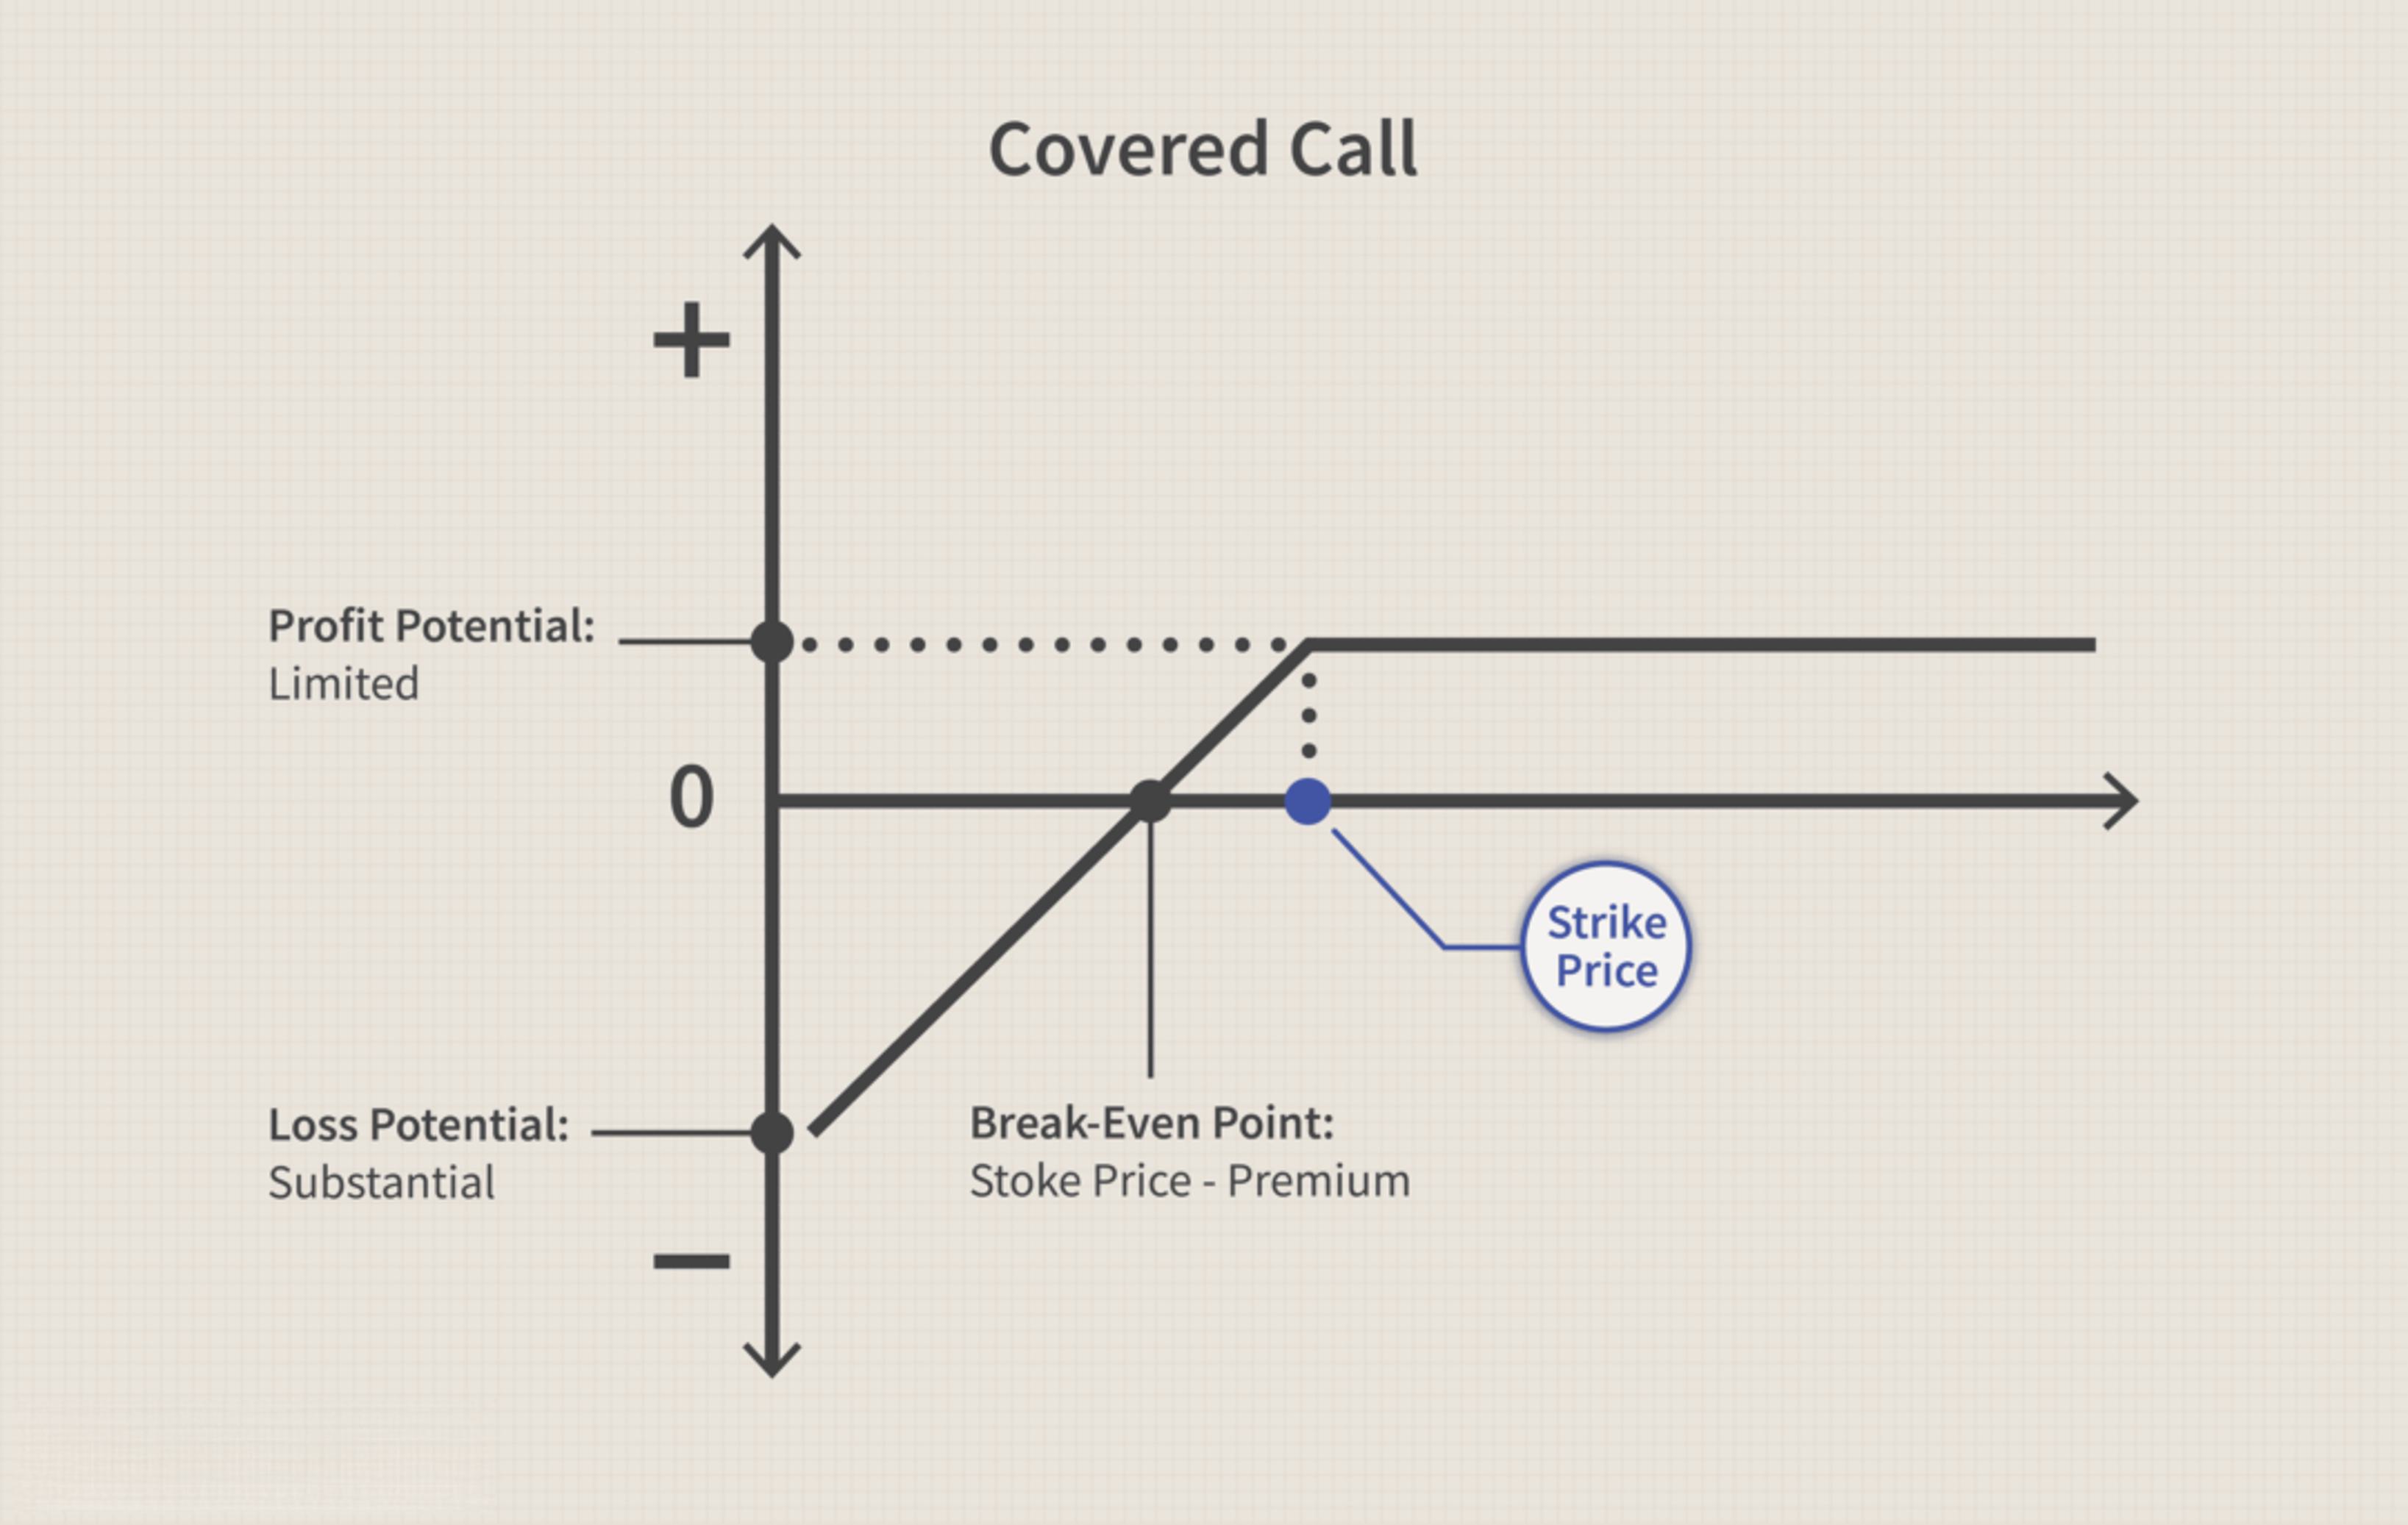 Covered Call
+
Profit Potential:
Limited
0
Strike
Price
Loss Potential:
Substantial
Break-Even Point:
Stoke Price - Premium
−